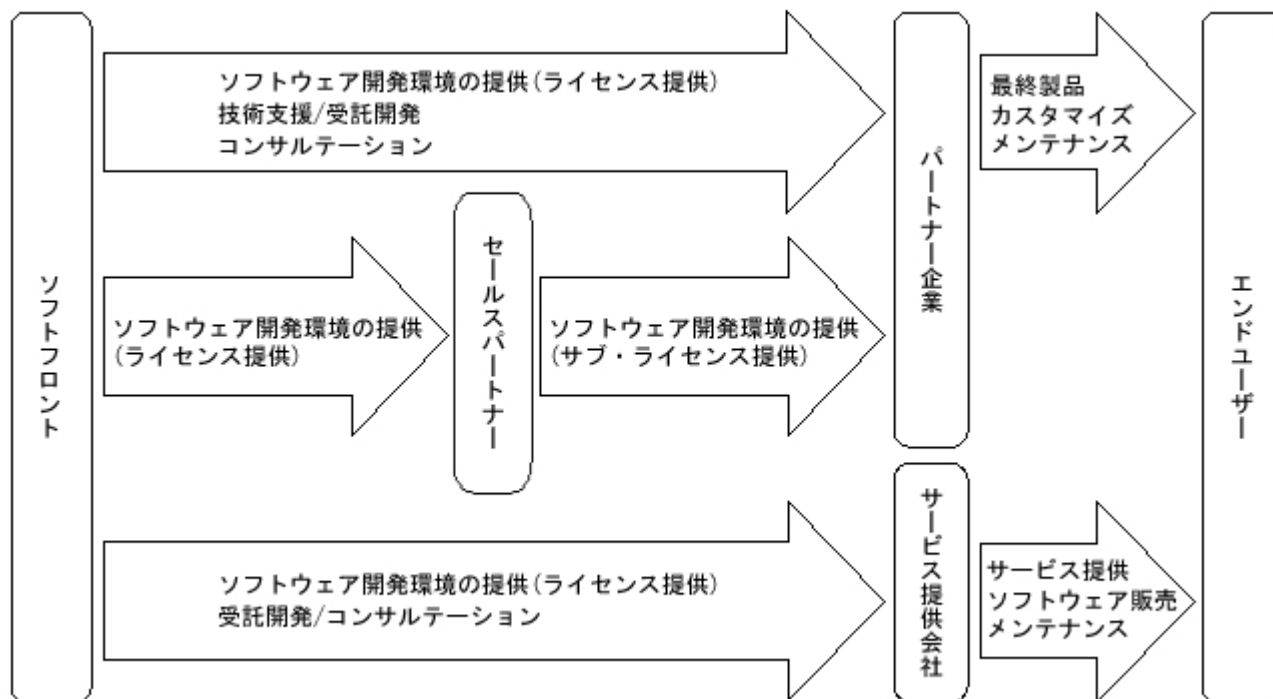 ソフトフロント
ソフトウェア開発環境の提供(ライセンス提供)
技術支援/受託開発
コンサルテーション
ソフトウェア開発環境の提供
(ライセンス提供)
セールスパートナー
ソフトウェア開発環境の提供
(サブ・ライセンス提供)
ソフトウェア開発環境の提供(ライセンス提供)
受託開発/コンサルテーション
パートナー企業
サービス提供会社
最終製品
カスタマイズ
メンテナンス
サービス提供
ソフトウェア販売
メンテナンス
エンドユーザー